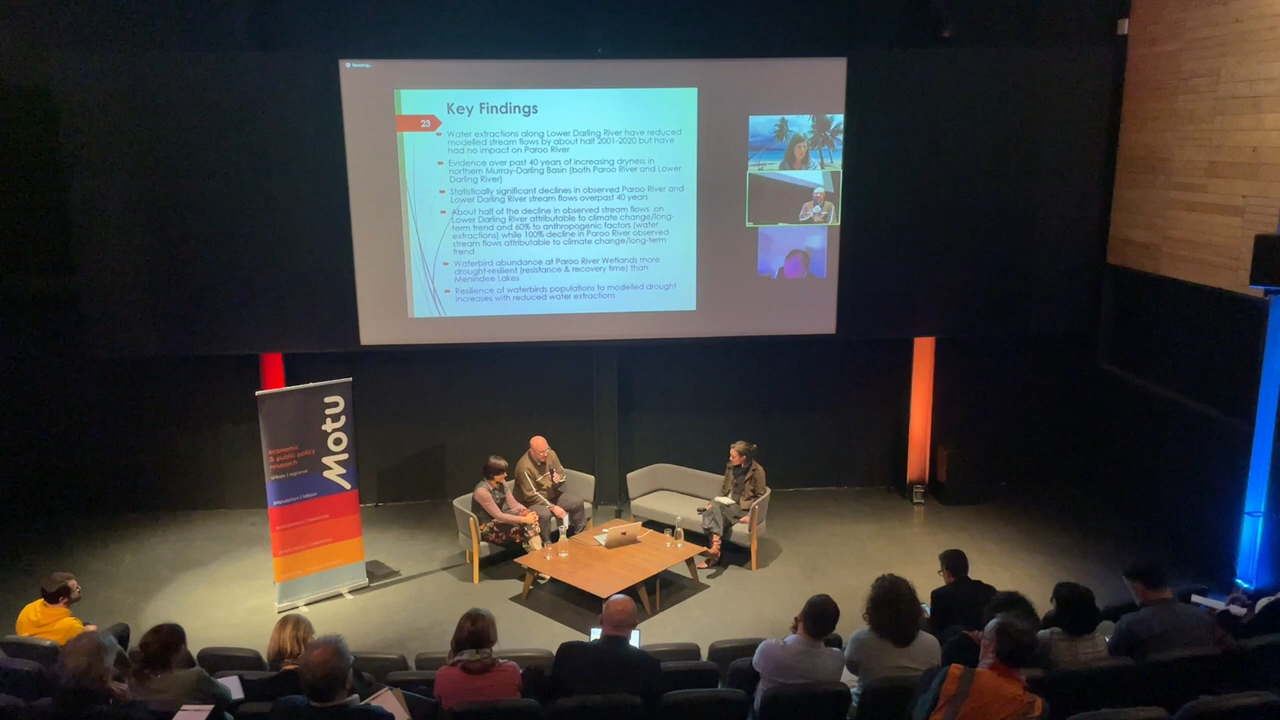 Key Findings
23
Water extractions along Lower Darling River have reduced
modelled stream flows by about half 2001-2020 but have
had no impact on Paroo River
Evidence over past 40 years of increasing dryness in
northern Murray-Darling Basin (both Paroo River and Lower
Darling River)
Statistically significant declines in observed Paroo River and
Lower Darling River stream flows overpast 40 years
About half of the decline in observed stream flows on
Lower Darling River attributable to climate change/long-
term trend and 60% to anthropogenic factors (water
extractions) while 100% decline in Paroo River observed
stream flows attributable to climate change/long-term
trend
Waterbird abundance at Paroo River Wetlands more
drought-resilient (resistance & recovery time) than
Menindee Lakes
Resilience of waterbirds populations to modelled drought
increases with reduced water extractions
Motu
economic
& public policy
research
population | labour